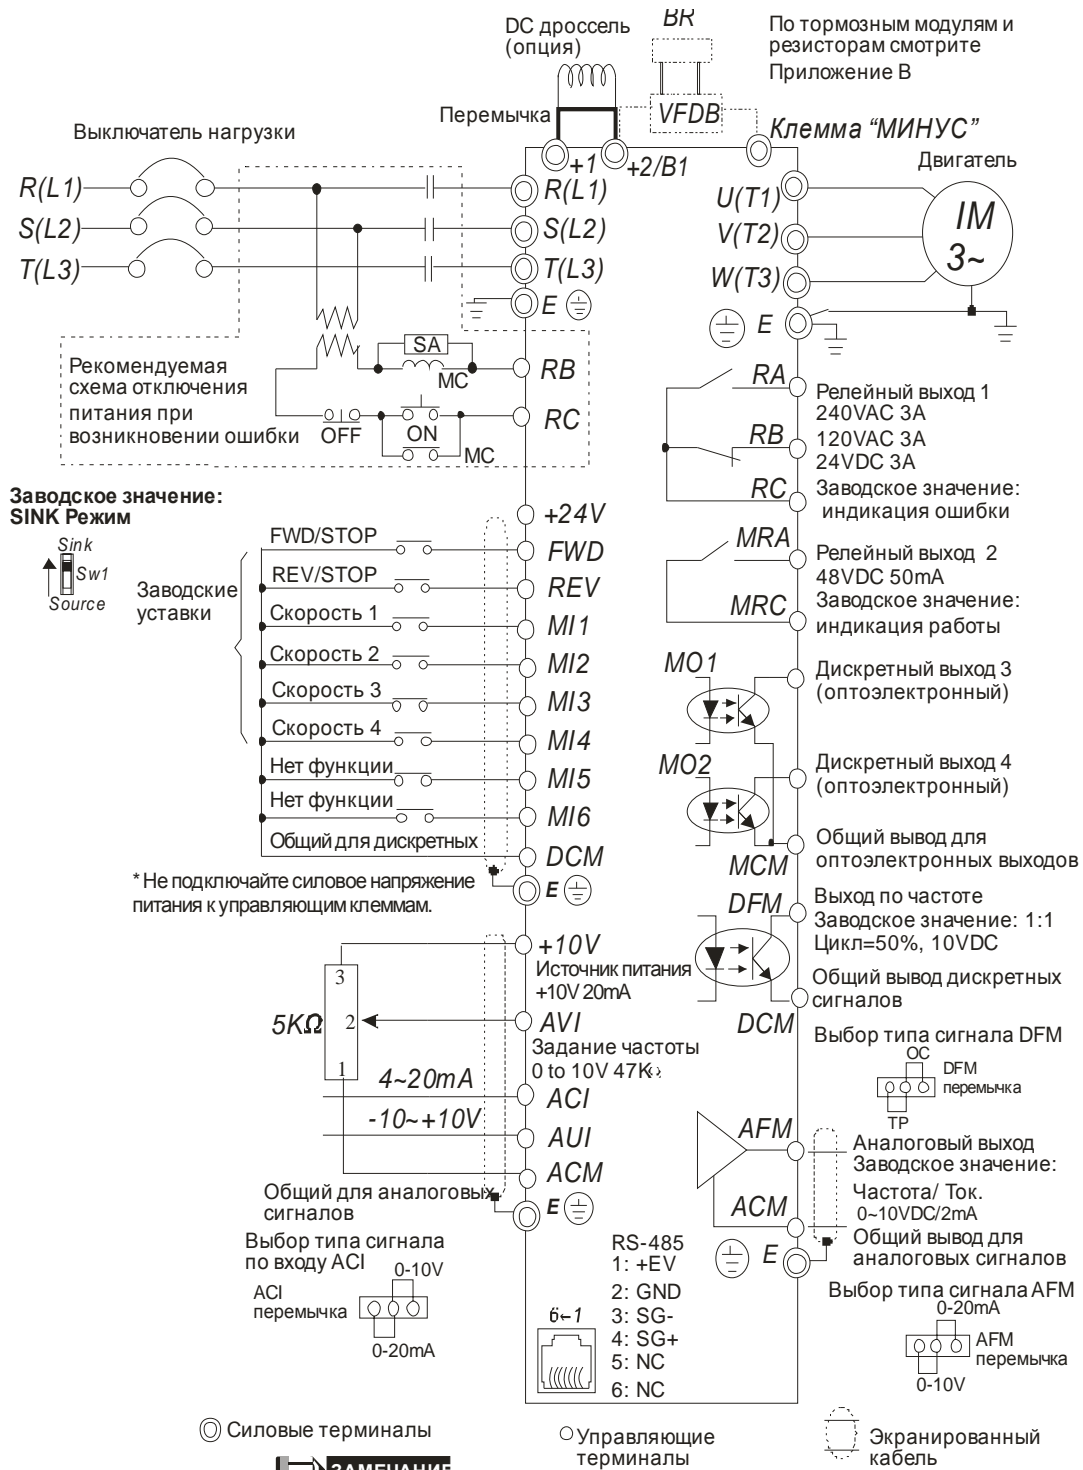 DC дроссель
(опция)
BR
По тормозным модулям и
резисторам смотрите
Приложение B
Перемычка
VFDB
Клемма “МИНУС”
Выключатель нагрузки
+1
+2/B1
Двигатель
R(L1)
R(L1)
U(T1)
IM
3~
S(L2)
S(L2)
V(T2)
T(L3)
T(L3)
W(T3)
E
E
Рекомендуемая
схема отключения
питания при
возникновении ошибки
SA
MC
RB
OFF
ON
MC
RC
RA
Релейный выход 1
240VAC 3A
RB
120VAC 3A
24VDC 3A
RC
Заводское значение:
индикация ошибки
Заводское значение:
SINK Режим
Sink
Sw1
Source
Заводские
уставки
+24V
FWD/STOP
FWD
REV/STOP
REV
Скорость 1
MI1
Скорость 2
MI2
Скорость 3
MI3
Скорость 4
MI4
Нет функции
MI5
Нет функции
MI6
Общий для дискретных
DCM
* Не подключайте силовое напряжение
питания к управляющим клеммам.
E
MRA
Релейный выход 2
48VDC 50mA
MRC
Заводское значение:
индикация работы
MO1
Дискретный выход 3
(оптоэлектронный)
MO2
Дискретный выход 4
(оптоэлектронный)
MCM
Общий вывод для
оптоэлектронных выходов
DFM
Выход по частоте
Заводское значение: 1:1
Цикл=50%, 10VDC
Общий вывод дискретных
сигналов
DCM
Выбор типа сигнала DFM
OC
DFM
перемычка
TP
+10V
Источник питания
+10V 20mA
3
5KΩ
2
AVI
Задание частоты
0 to 10V 47K
1
4~20mA
ACI
-10~+10V
AUI
ACM
Общий для аналоговых
сигналов
E
AFM
Аналоговый выход
Заводское значение:
Частота/ Ток.
0~10VDC/2mA
ACM
Общий вывод для
аналоговых сигналов
E
Выбор типа сигнала
по входу ACI
0-10V
ACI
перемычка
0-20mA
RS-485
1: +EV
2: GND
3: SG-
4: SG+
5: NC
6: NC
6←1
Выбор типа сигнала AFM
0-20mA
AFM
перемычка
0-10V
Силовые терминалы
Управляющие
терминалы
Экранированный
кабель
ЗАМЕЧАНИЕ